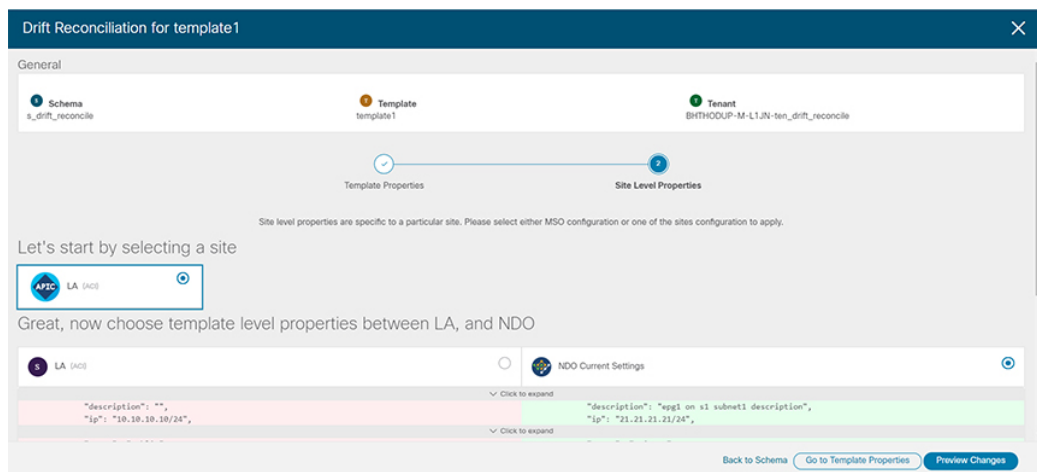 Drift Reconciliation for template1
General
S Schema
s_drift_reconcile
T Template
template1
T Tenant
BHTHODUP-M-L1JN-ten_drift_reconcile
2
Template Properties
Site Level Properties
Site level properties are specific to a particular site. Please select either MSO configuration or one of the sites configuration to apply.
Let's start by selecting a site
APIC LA (ACI)
Great, now choose template level properties between LA, and NDO
S LA (ACI)
NDO Current Settings
Click to expand
"description": "",
"description": "epg1 on s1 subnet1 description",
"ip": "10.10.10.10/24",
"ip": "21.21.21.21/24",
Click to expand
Back to Schema
Go to Template Properties
Preview Changes